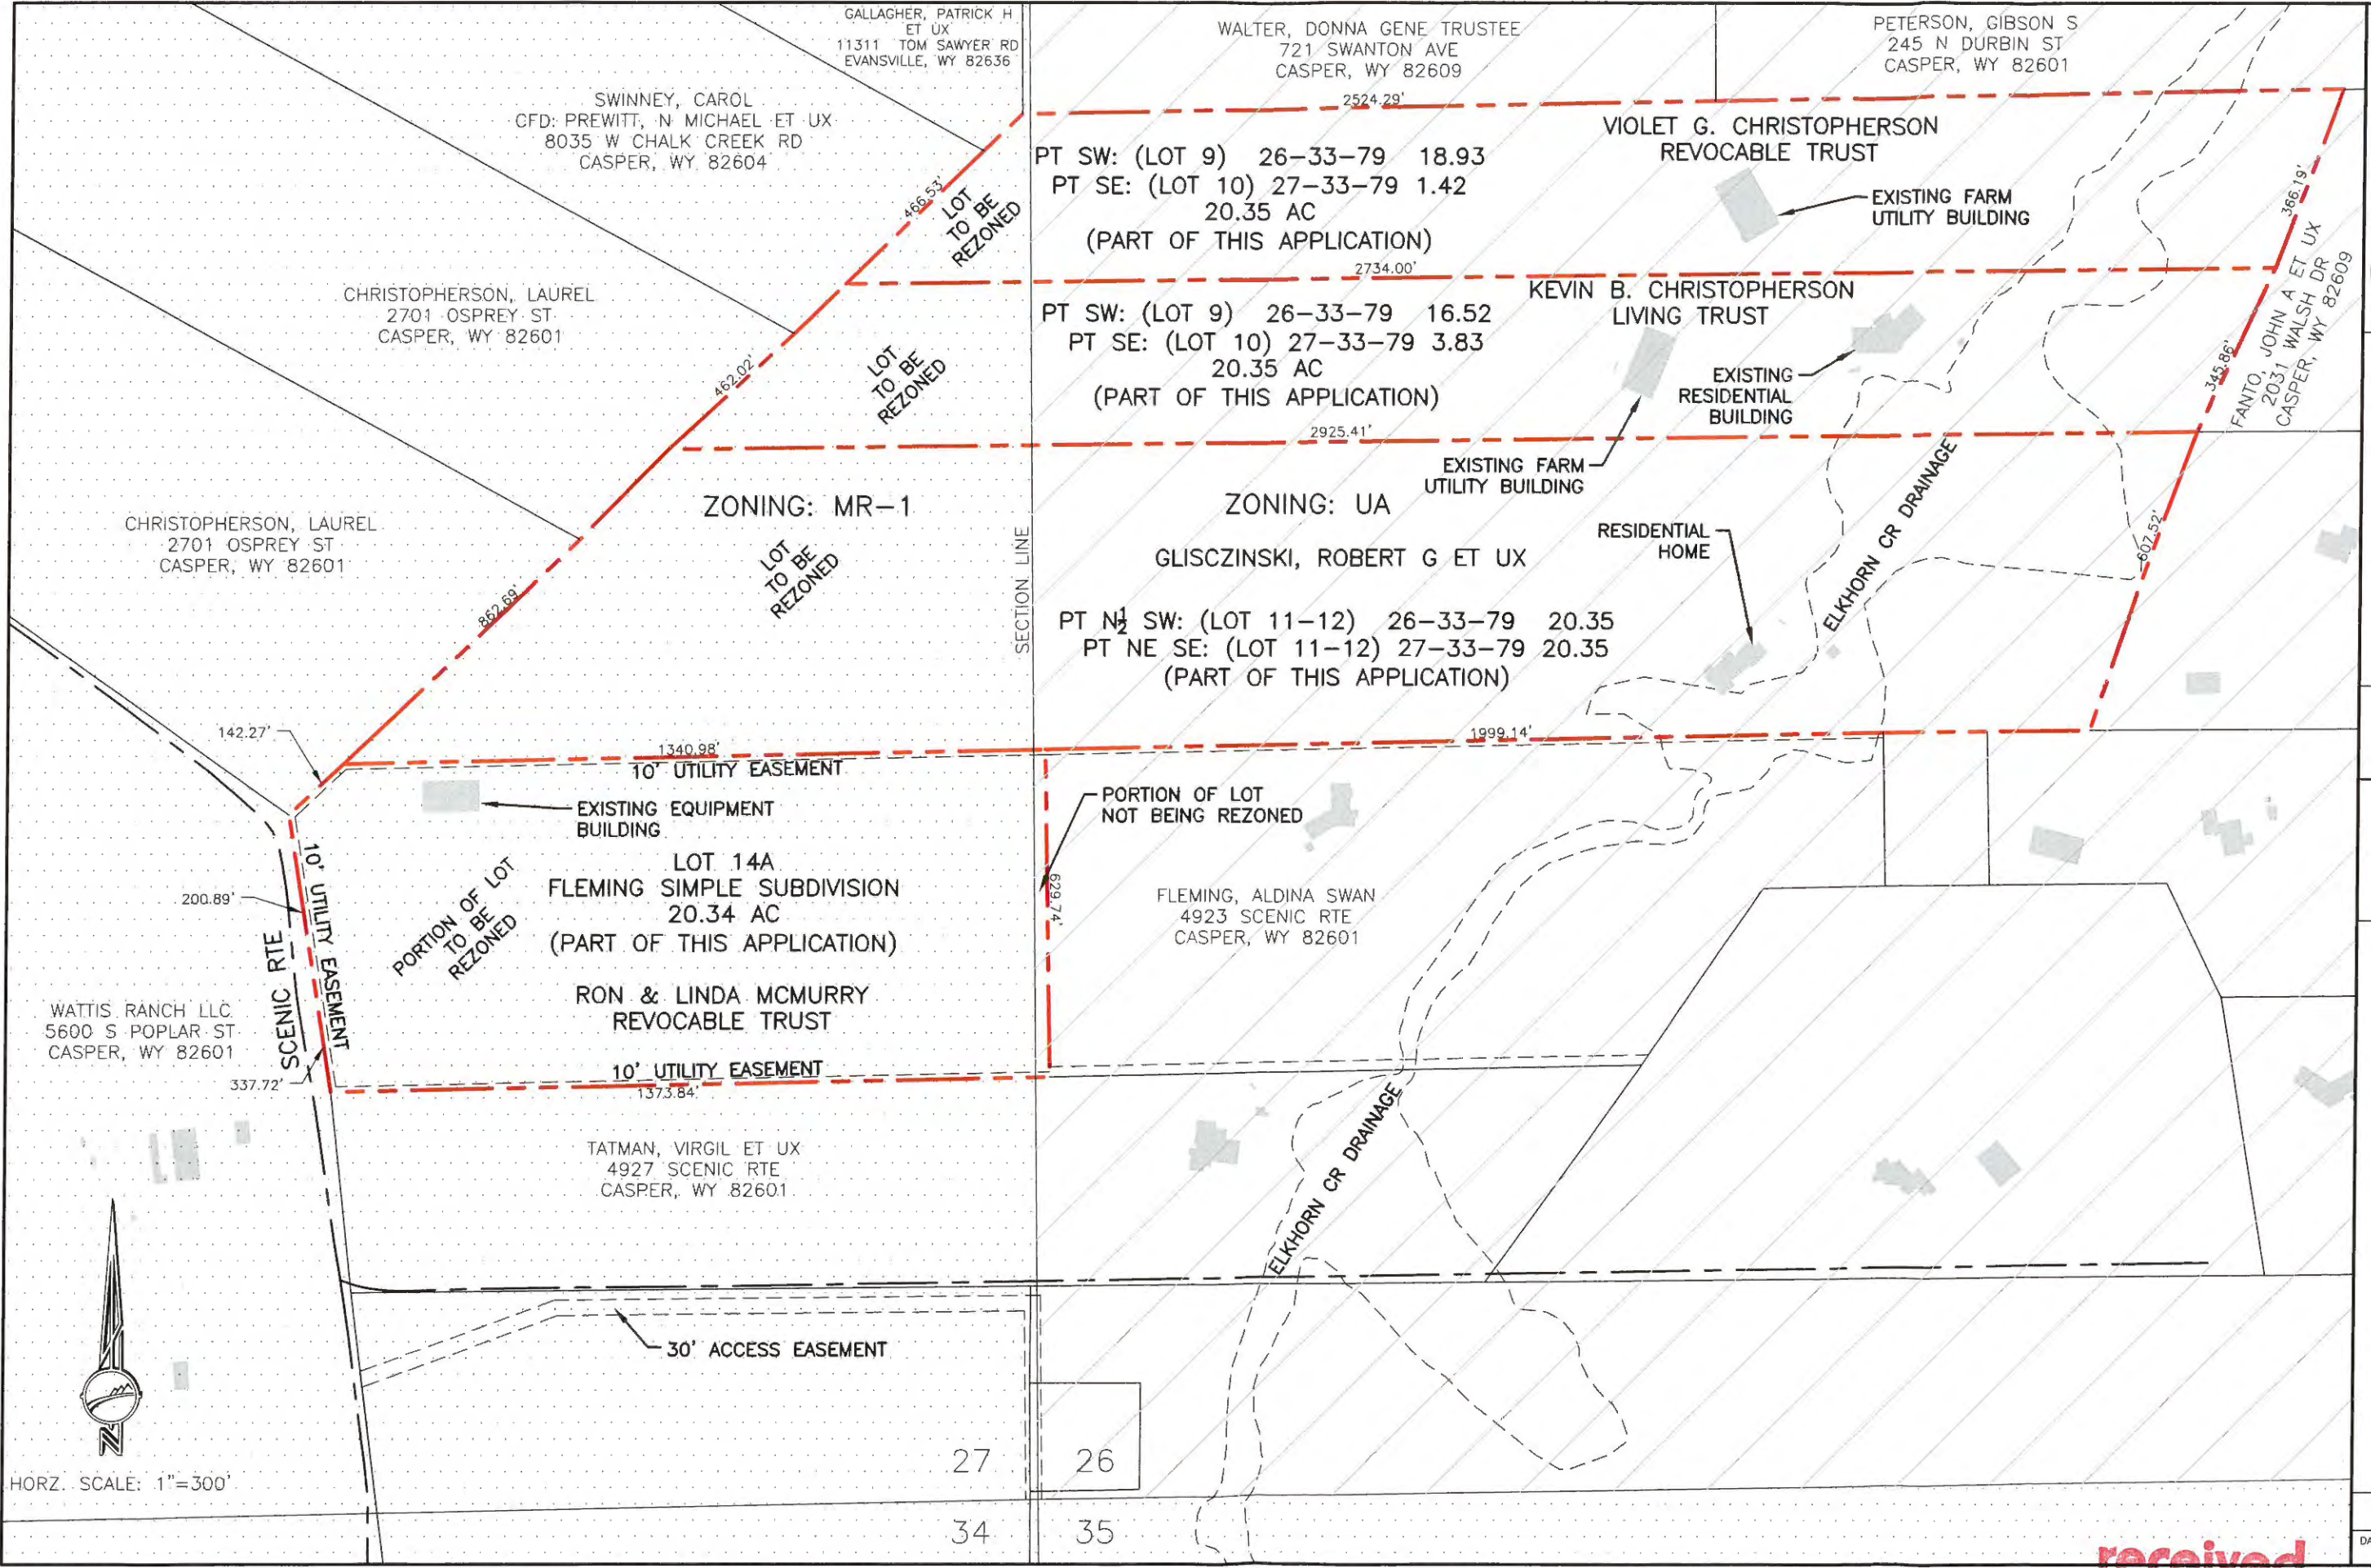 GALLAGHER, PATRICK H
ET UX
11311 TOM SAWYER RD
EVANSVILLE, WY 82636
WALTER, DONNA GENE TRUSTEE
721 SWANTON AVE
CASPER, WY 82609
PETERSON, GIBSON S
245 N DURBIN ST
CASPER, WY 82601
SWINNEY, CAROL
CFD: PREWITT, N MICHAEL ET UX
8035 W CHALK CREEK RD
CASPER, WY 82604
2524.29'
VIOLET G. CHRISTOPHERSON
REVOCABLE TRUST
PT SW: (LOT 9) 26-33-79 18.93
PT SE: (LOT 10) 27-33-79 1.42
20.35 AC
(PART OF THIS APPLICATION)
EXISTING FARM
UTILITY BUILDING
466.53'
LOT
TO BE
REZONED
366.19'
FANTO, JOHN A ET UX
2031 WALSH DR
CASPER, WY 82609
2734.00'
CHRISTOPHERSON, LAUREL
2701 OSPREY ST
CASPER, WY 82601
KEVIN B. CHRISTOPHERSON
LIVING TRUST
PT SW: (LOT 9) 26-33-79 16.52
PT SE: (LOT 10) 27-33-79 3.83
20.35 AC
(PART OF THIS APPLICATION)
462.02'
LOT
TO BE
REZONED
EXISTING
RESIDENTIAL
BUILDING
345.86'
2925.41'
EXISTING FARM
UTILITY BUILDING
ZONING: MR-1
ZONING: UA
ELKHORN CR DRAINAGE
CHRISTOPHERSON, LAUREL
2701 OSPREY ST
CASPER, WY 82601
LOT
TO BE
REZONED
SECTION LINE
GLISCZINSKI, ROBERT G ET UX
RESIDENTIAL
HOME
607.52'
862.69'
PT N½ SW: (LOT 11-12) 26-33-79 20.35
PT NE SE: (LOT 11-12) 27-33-79 20.35
(PART OF THIS APPLICATION)
142.27'
1340.98'
1999.14'
10' UTILITY EASEMENT
EXISTING EQUIPMENT
BUILDING
PORTION OF LOT
NOT BEING REZONED
10' UTILITY EASEMENT
200.89'
PORTION OF LOT
TO BE
REZONED
LOT 14A
FLEMING SIMPLE SUBDIVISION
20.34 AC
(PART OF THIS APPLICATION)
629.74'
FLEMING, ALDINA SWAN
4923 SCENIC RTE
CASPER, WY 82601
SCENIC RTE
RON & LINDA MCMURRY
REVOCABLE TRUST
WATTIS RANCH LLC
5600 S POPLAR ST
CASPER, WY 82601
337.72'
10' UTILITY EASEMENT
1373.84'
TATMAN, VIRGIL ET UX
4927 SCENIC RTE
CASPER, WY 82601
ELKHORN CR DRAINAGE
30' ACCESS EASEMENT
N
HORZ. SCALE: 1"=300'
27
26
34
35
received